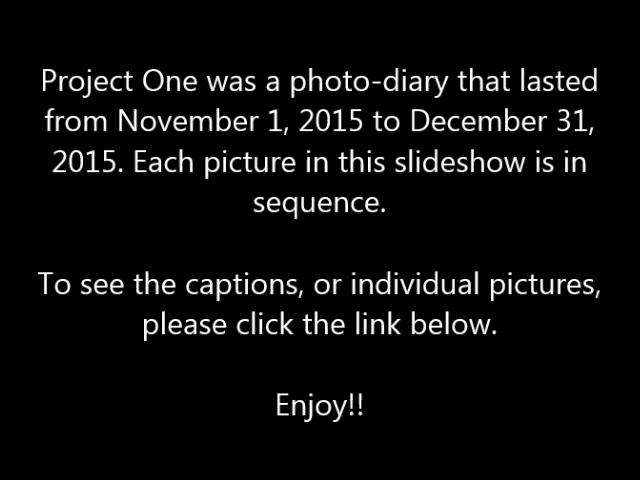 Project One was a photo-diary that lasted
from November 1, 2015 to December 31,
2015. Each picture in this slideshow is in
sequence.
To see the captions, or individual pictures,
please click the link below.
Enjoy!!